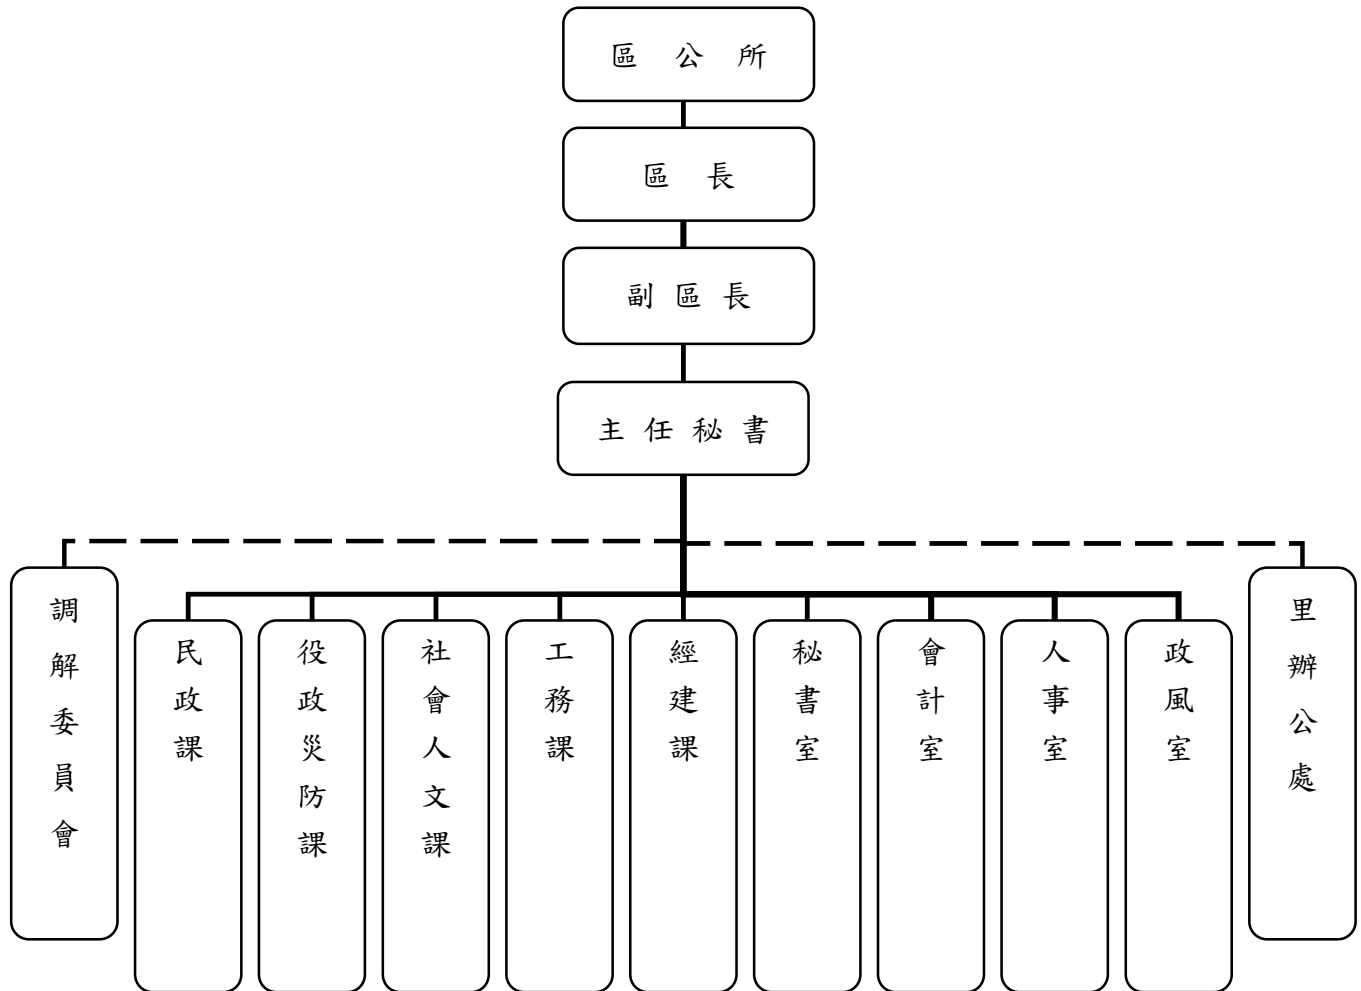 區公所
區長
副區長
主任秘書
調解委員會
民政課
役政災防課
社會人文課
工務課
經建課
秘書室
會計室
人事室
政風室
里辦公處